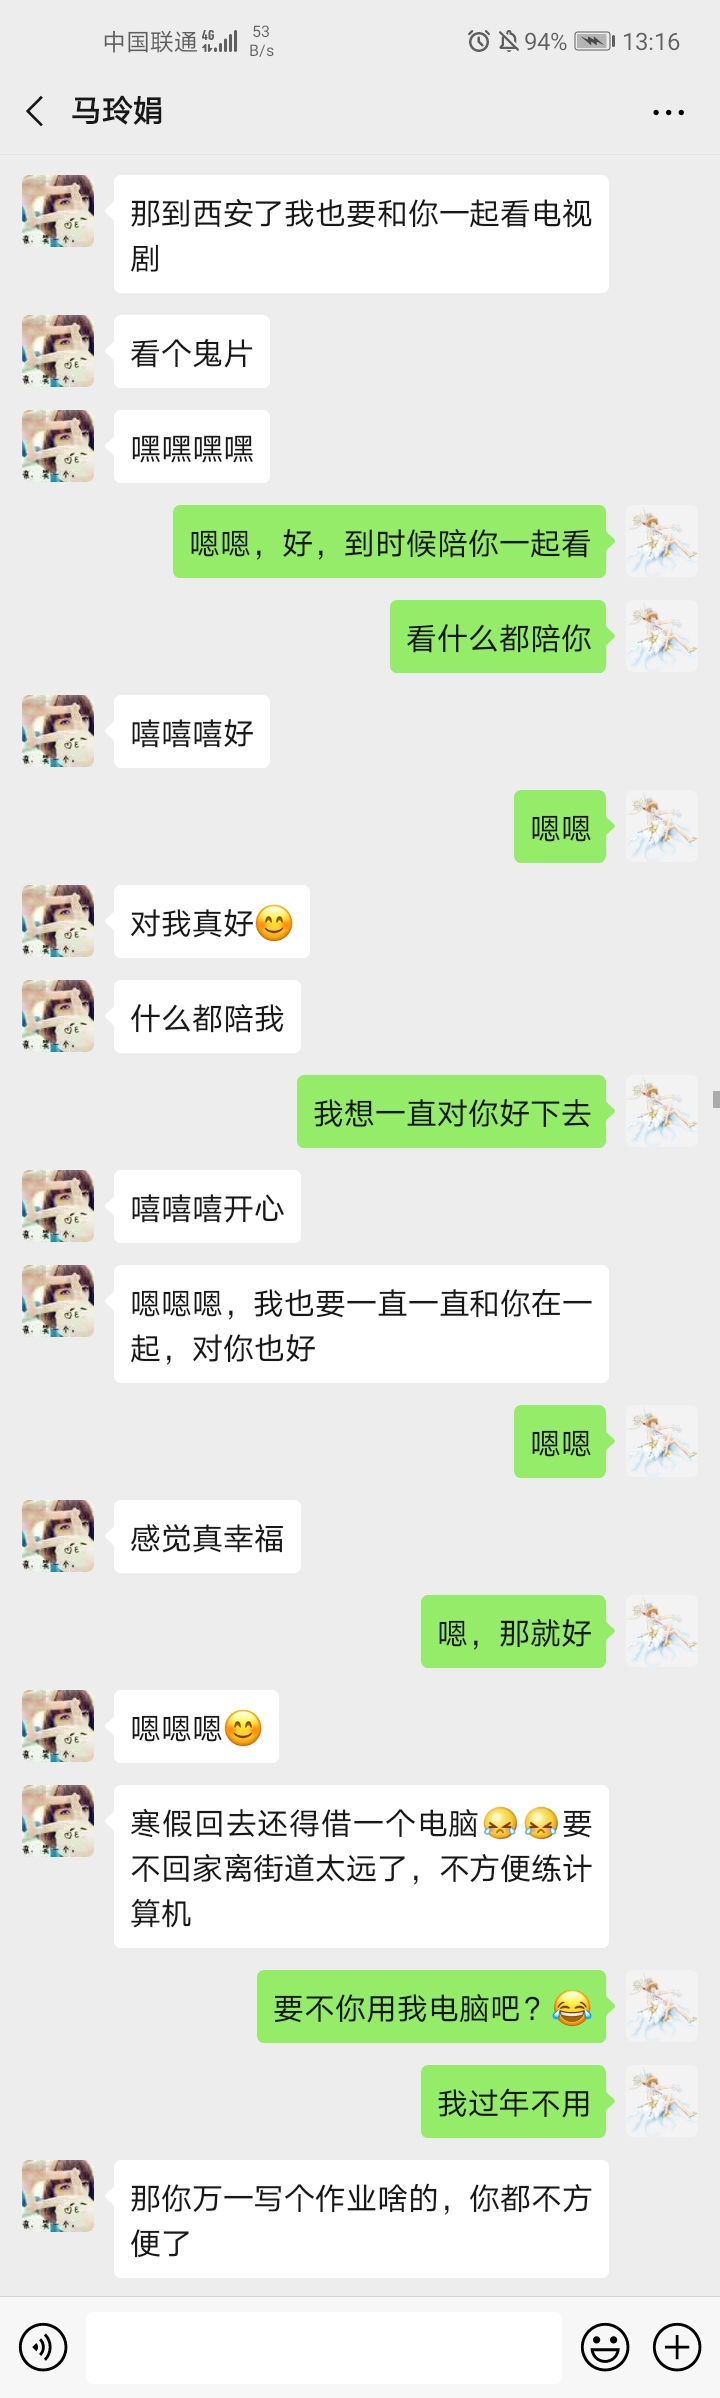 中国联通 4G 53 B/s 94% 13:16
马玲娟
那到西安了我也要和你一起看电视
剧
看个鬼片
嘿嘿嘿嘿
嗯嗯，好，到时候陪你一起看
看什么都陪你
嘻嘻嘻好
嗯嗯
对我真好😊
什么都陪我
我想一直对你好下去
嘻嘻嘻开心
嗯嗯嗯，我也要一直一直和你在一
起，对你也好
嗯嗯
感觉真幸福
嗯，那就好
嗯嗯嗯😊
寒假回去还得借一个电脑😹😹要
不回家离街道太远了，不方便练计
算机
要不你用我电脑吧？😂
我过年不用
那你万一写个作业啥的，你都不方
便了